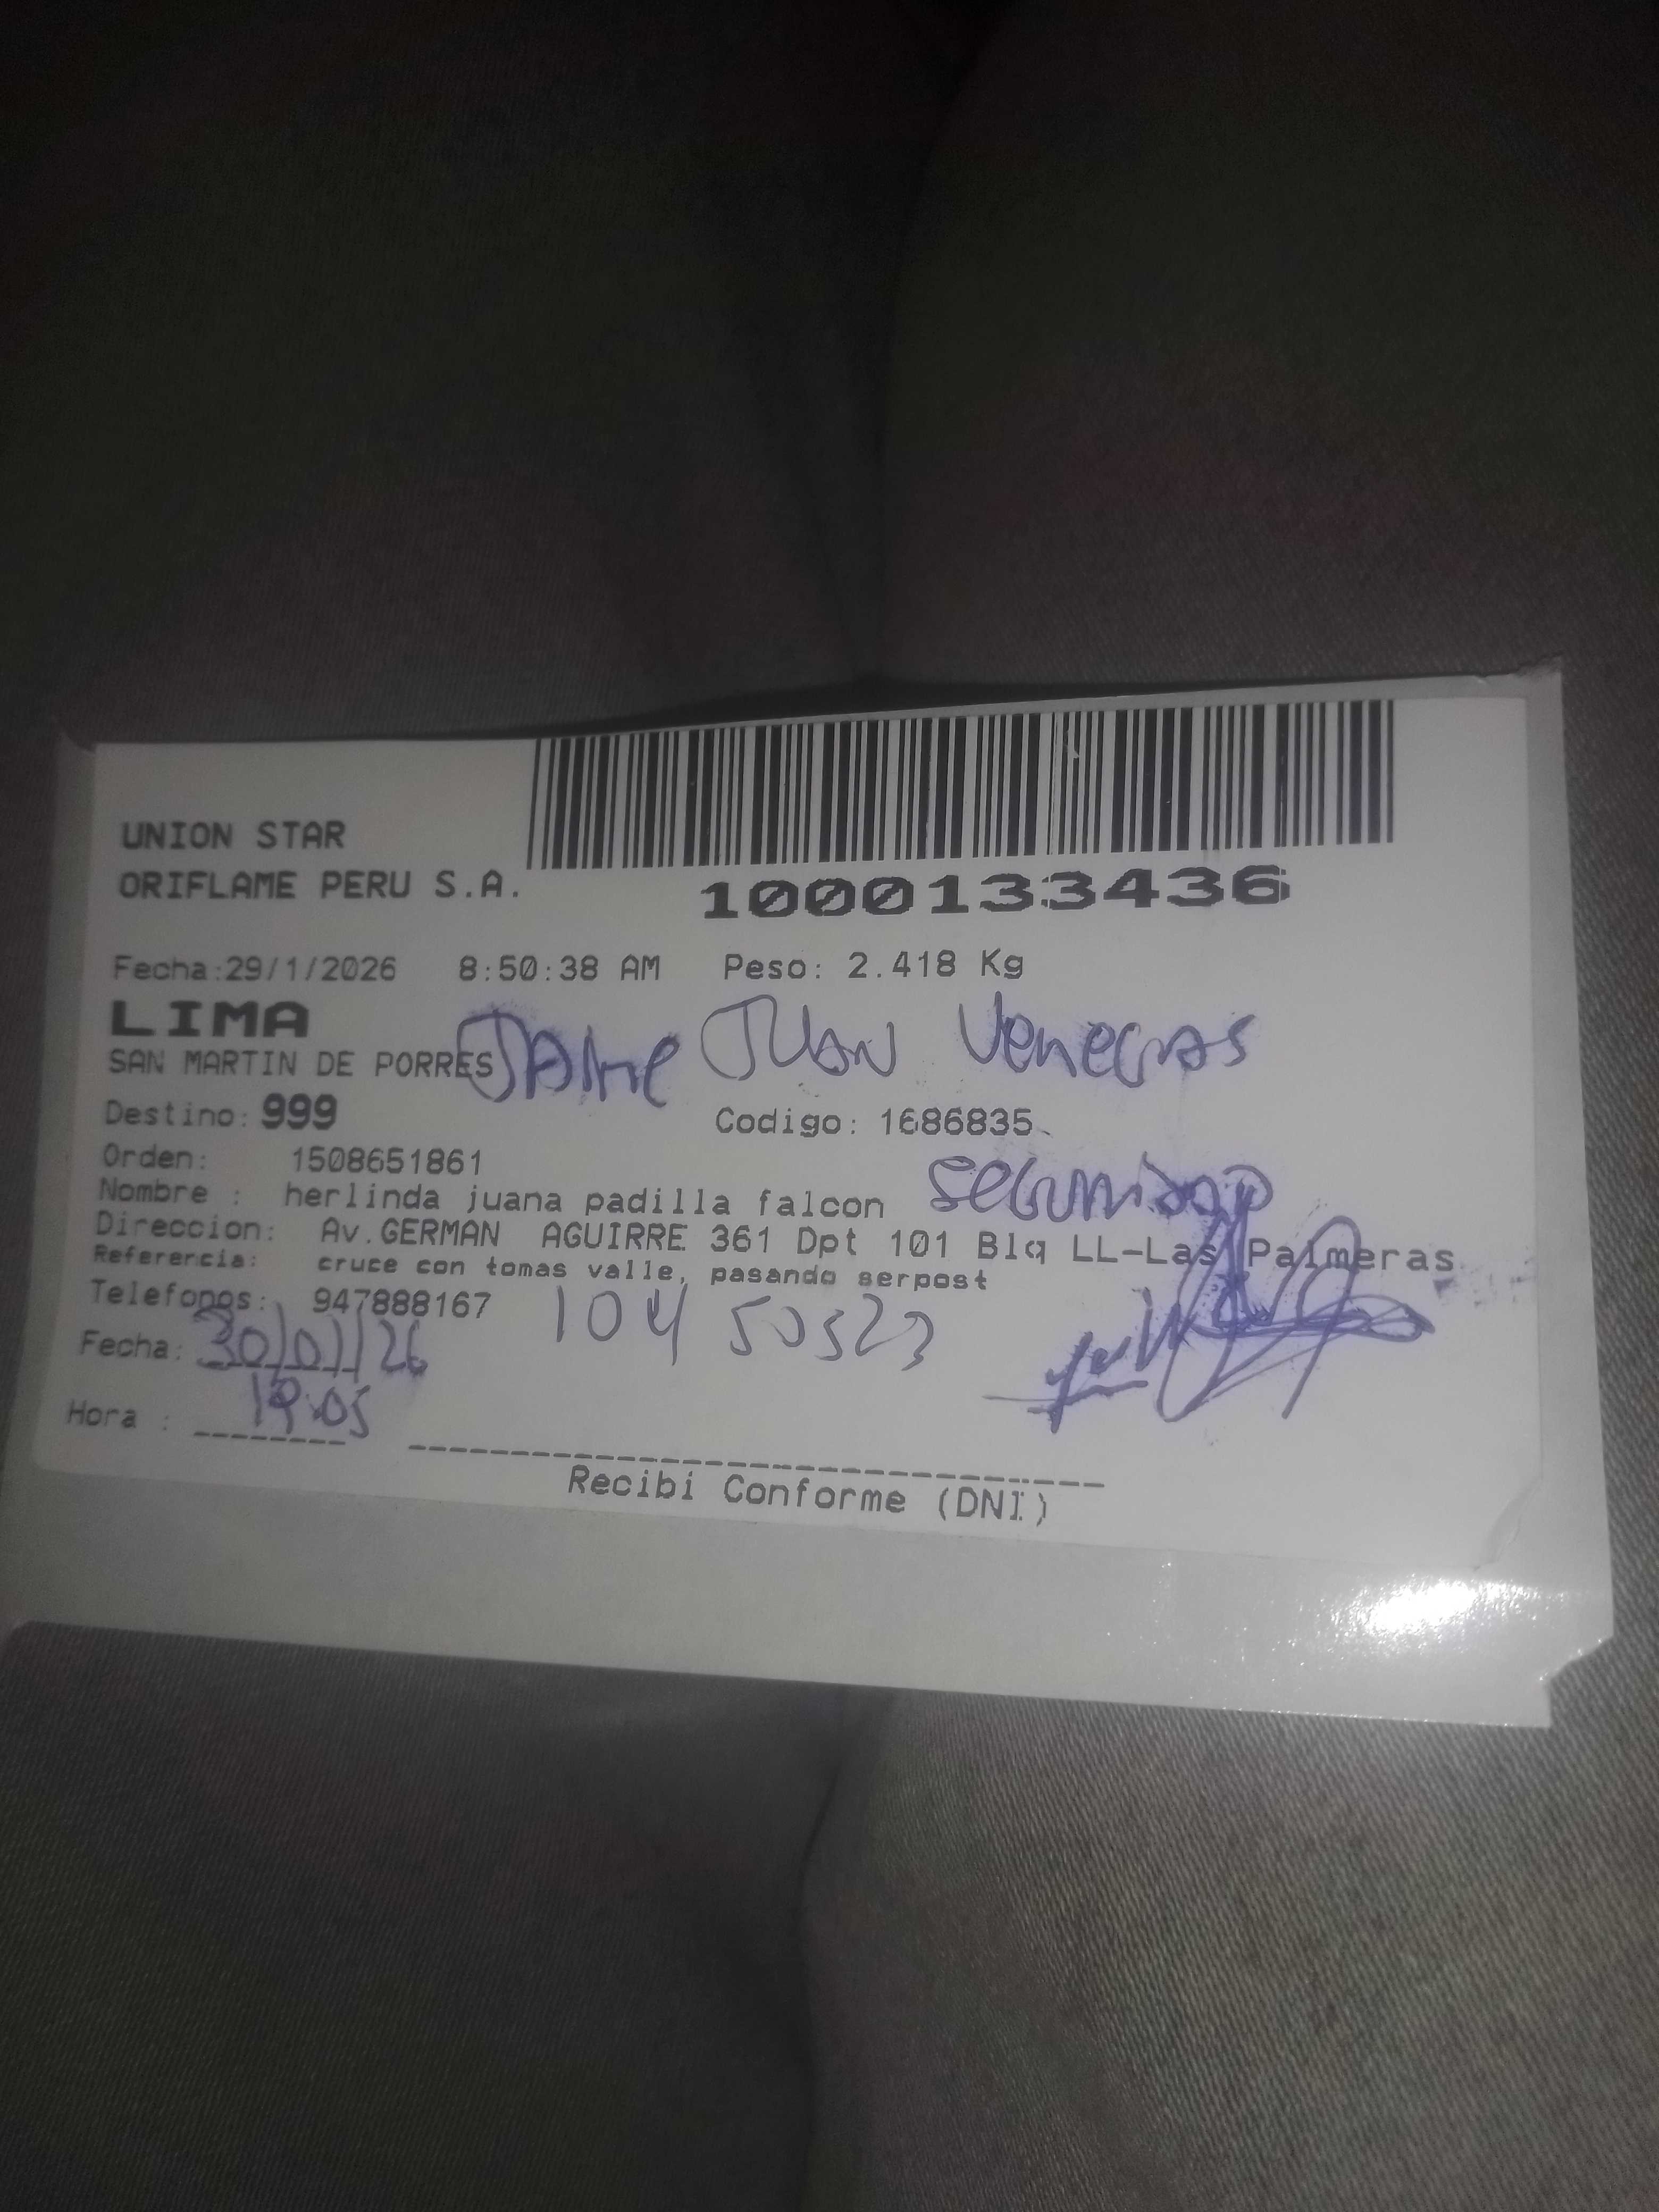 UNION STAR
ORIFLAME PERU S.A.
1000133436
Fecha:29/1/2026 8:50:38 AM Peso: 2.418 Kg
LIMA
SAN MARTIN DE PORRES JAIME JUAN VENEGAS
Destino: 999 Codigo: 1686835
Orden: 1508651861
Nombre : herlinda juana padilla falcon SEGURIDAD
Direccion: Av.GERMAN AGUIRRE 361 Dpt 101 Blq LL-Las Palmeras
Referencia: cruce con tomas valle, pasando serpost
Telefonos: 947888167 104 50523
Fecha: 30/01/26
Hora : 19:05
Recibi Conforme (DNI)